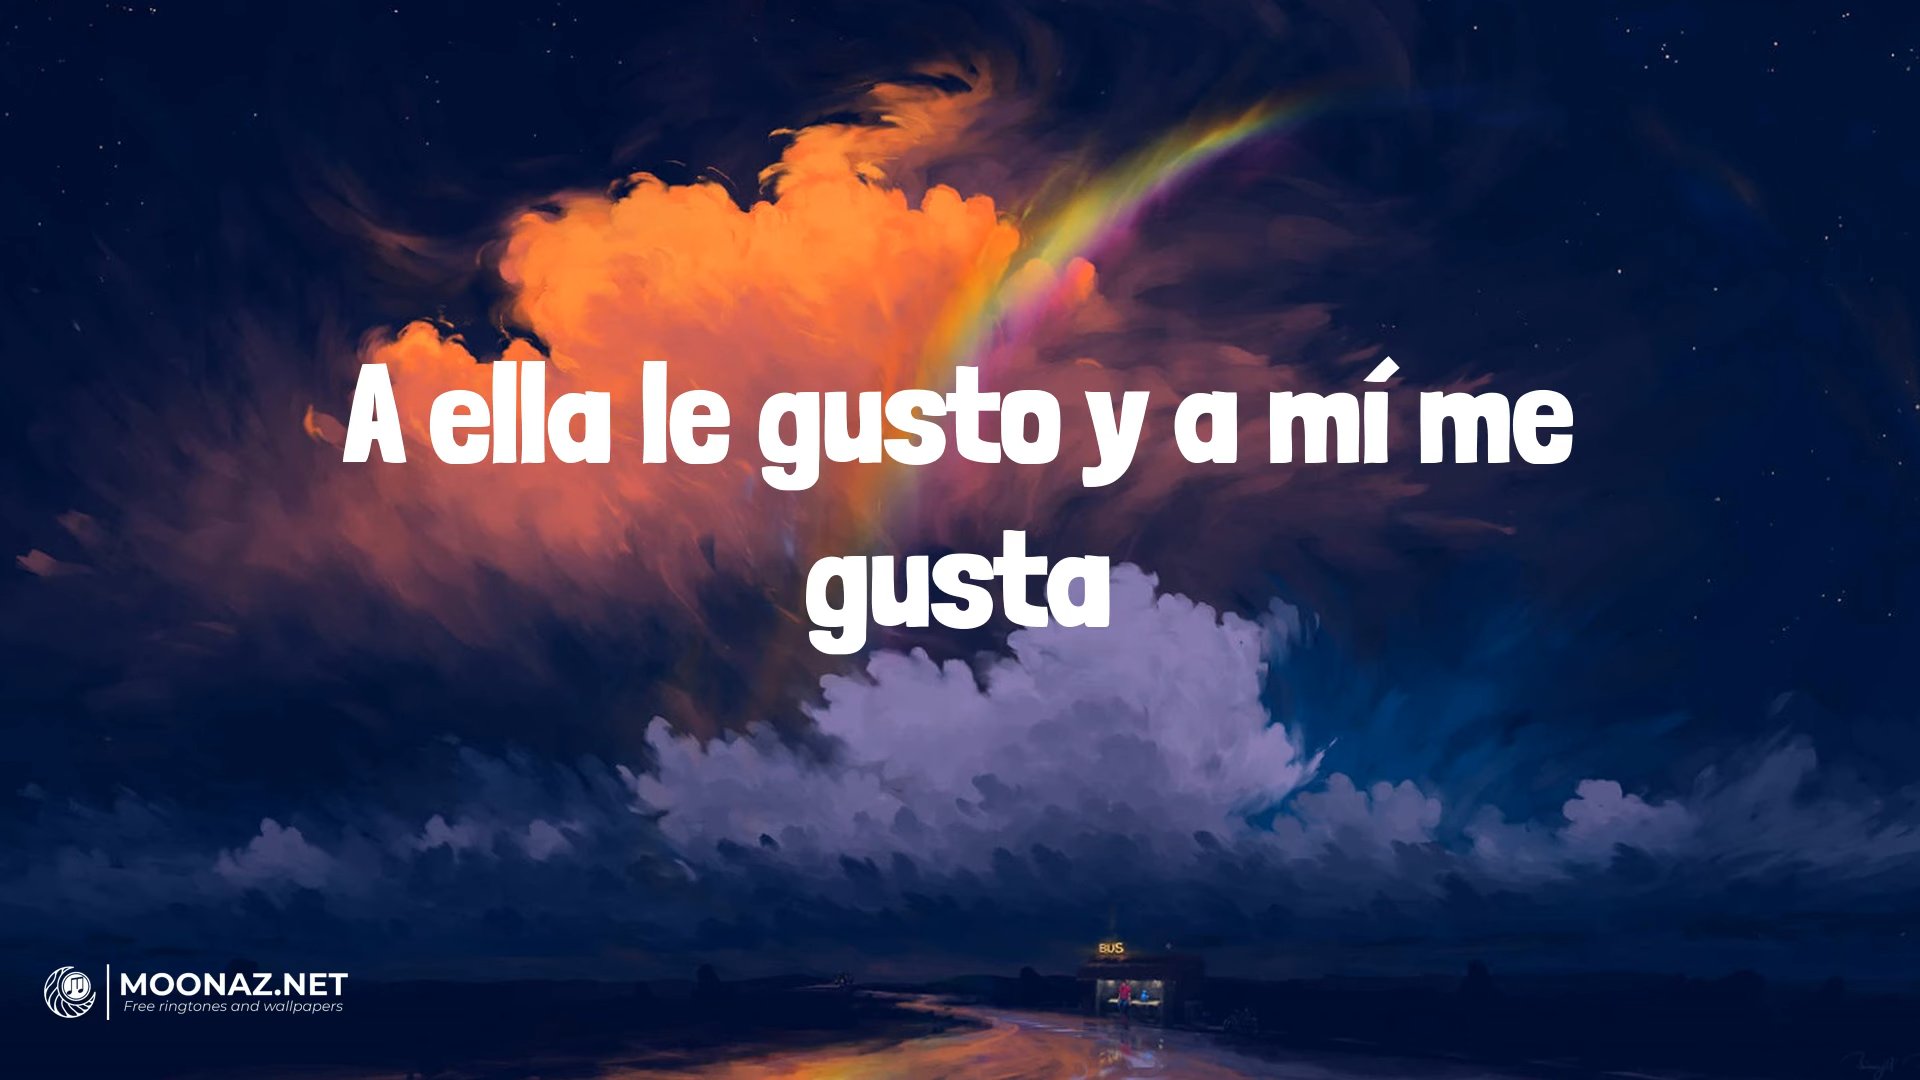 A ella le gusto y a mí me
gusta
BUS
MOONAZ.NET
Free ringtones and wallpapers